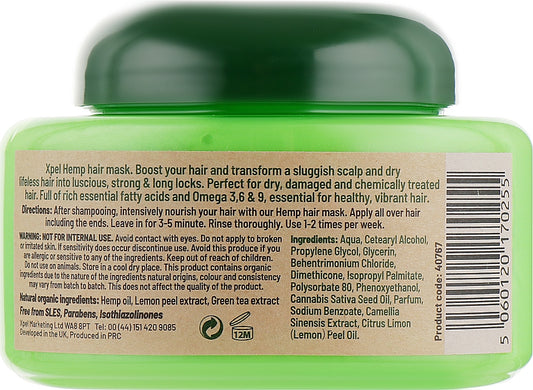 Xpel Hemp hair mask. Boost your hair and transform a sluggish scalp and dry
lifeless hair into luscious, strong & long locks. Perfect for dry, damaged and chemically treated
hair. Full of rich essential fatty acids and Omega 3,6 & 9, essential for healthy, vibrant hair.
Directions: After shampooing, intensively nourish your hair with our Hemp hair mask. Apply all over hair
including the ends. Leave in for 3-5 minute. Rinse thoroughly. Use 1-2 times per week.
WARNING: NOT FOR INTERNAL USE. Avoid contact with eyes. Do not apply to broken
or irritated skin. If sensitivity does occur discontinue use. Avoid this produce if you
are allergic or sensitive to any of the ingredients. Keep out of reach of children.
Do not use on animals. Store in a cool dry place. This product contains organic
ingredients due to the nature of the ingredients natural origins, colour and consistency
may vary from batch to batch. This does not affect the quality of the product.
Natural organic ingredients: Hemp oil, Lemon peel extract, Green tea extract
Free from SLES, Parabens, Isothiazolinones
Xpel Marketing Ltd WA8 8PT Tel: 00 (44) 151 420 9085
Developed in the UK, Produced in PRC
12M
Ingredients: Aqua, Cetearyl Alcohol,
Propylene Glycol, Glycerin,
Behentrimonium Chloride,
Dimethicone, Isopropyl Palmitate,
Polysorbate 80, Phenoxyethanol,
Cannabis Sativa Seed Oil, Parfum,
Sodium Benzoate, Camellia
Sinensis Extract, Citrus Limon
(Lemon) Peel Oil.
Product code: 40767
5 060120 170255